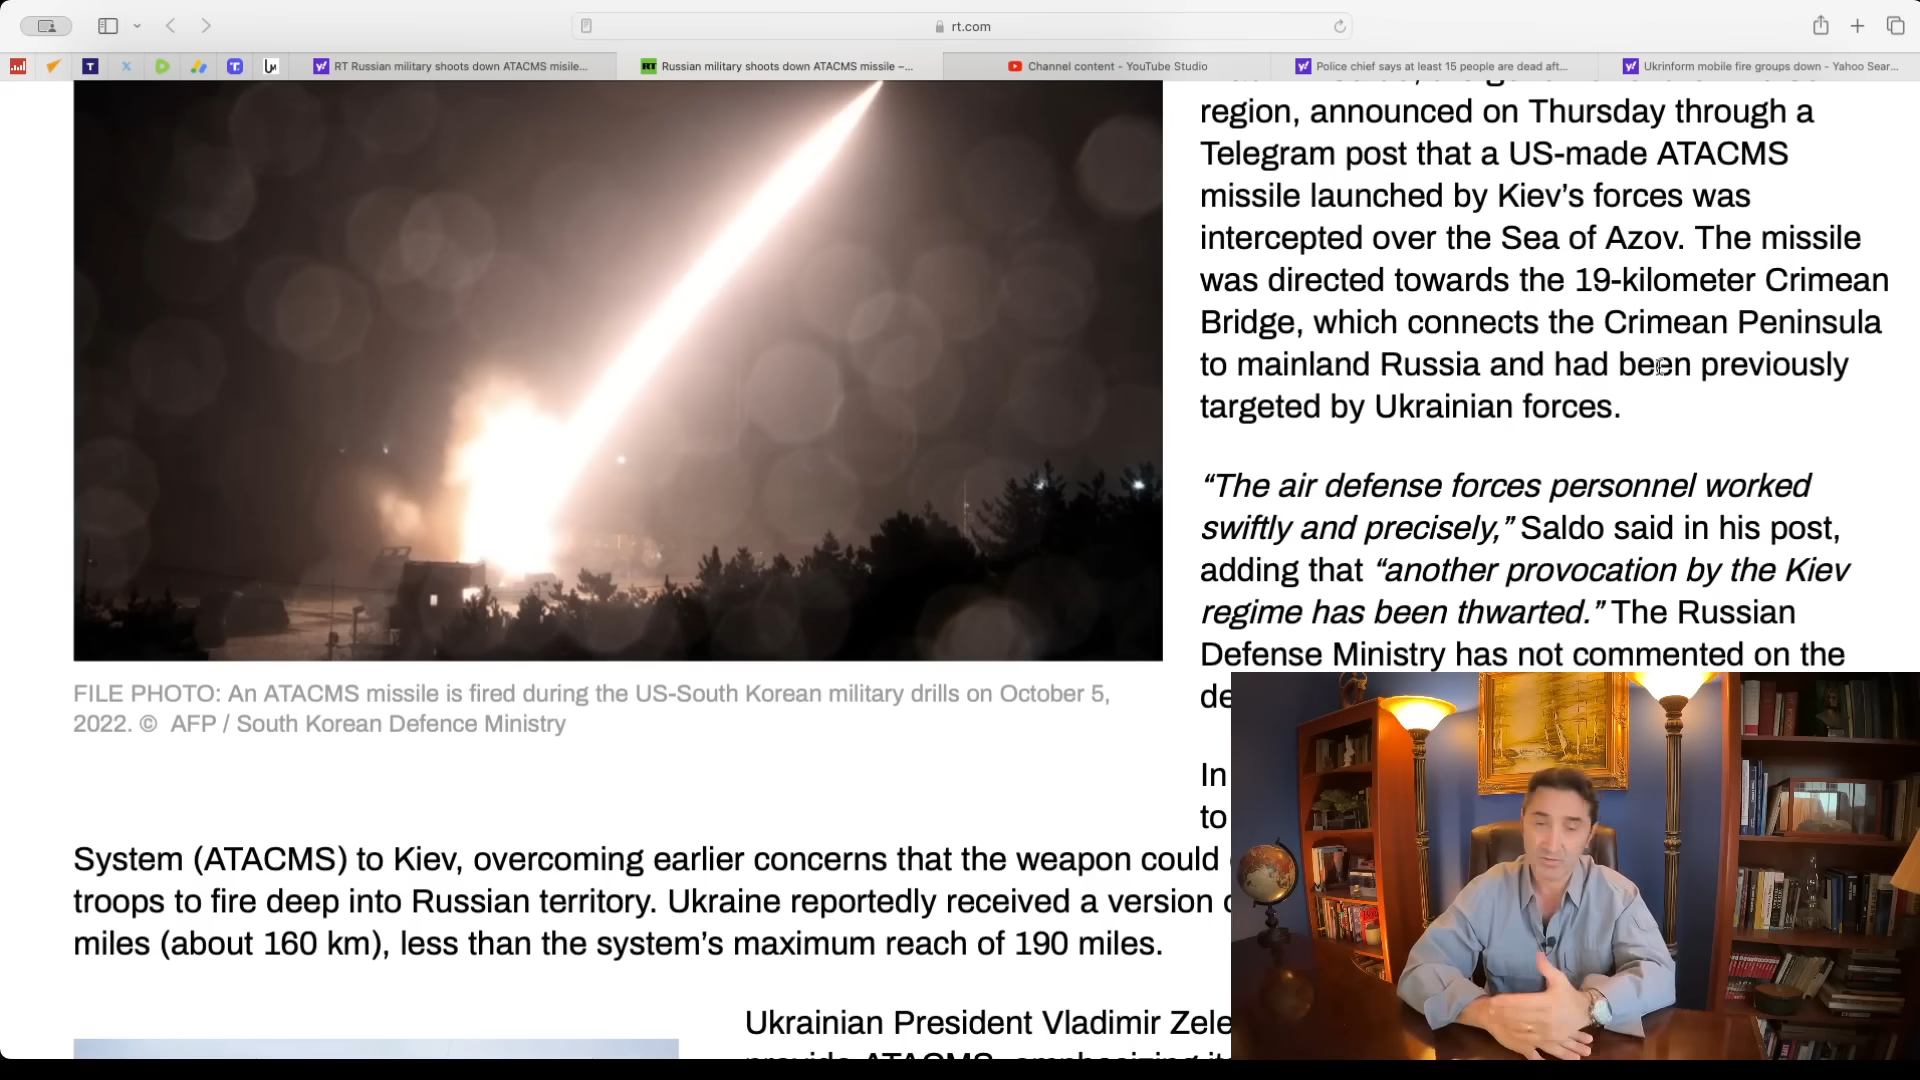 rt.com
RT Russian military shoots down ATACMS misile...
Russian military shoots down ATACMS missile –...
Channel content - YouTube Studio
Police chief says at least 15 people are dead aft...
Ukrinform mobile fire groups down - Yahoo Sear...
region, announced on Thursday through a
Telegram post that a US-made ATACMS
missile launched by Kiev’s forces was
intercepted over the Sea of Azov. The missile
was directed towards the 19-kilometer Crimean
Bridge, which connects the Crimean Peninsula
to mainland Russia and had been previously
targeted by Ukrainian forces.
“The air defense forces personnel worked
swiftly and precisely,” Saldo said in his post,
adding that “another provocation by the Kiev
regime has been thwarted.” The Russian
Defense Ministry has not commented on the
de
In
to
FILE PHOTO: An ATACMS missile is fired during the US-South Korean military drills on October 5,
2022. © AFP / South Korean Defence Ministry
System (ATACMS) to Kiev, overcoming earlier concerns that the weapon could
troops to fire deep into Russian territory. Ukraine reportedly received a version
miles (about 160 km), less than the system’s maximum reach of 190 miles.
Ukrainian President Vladimir Zele